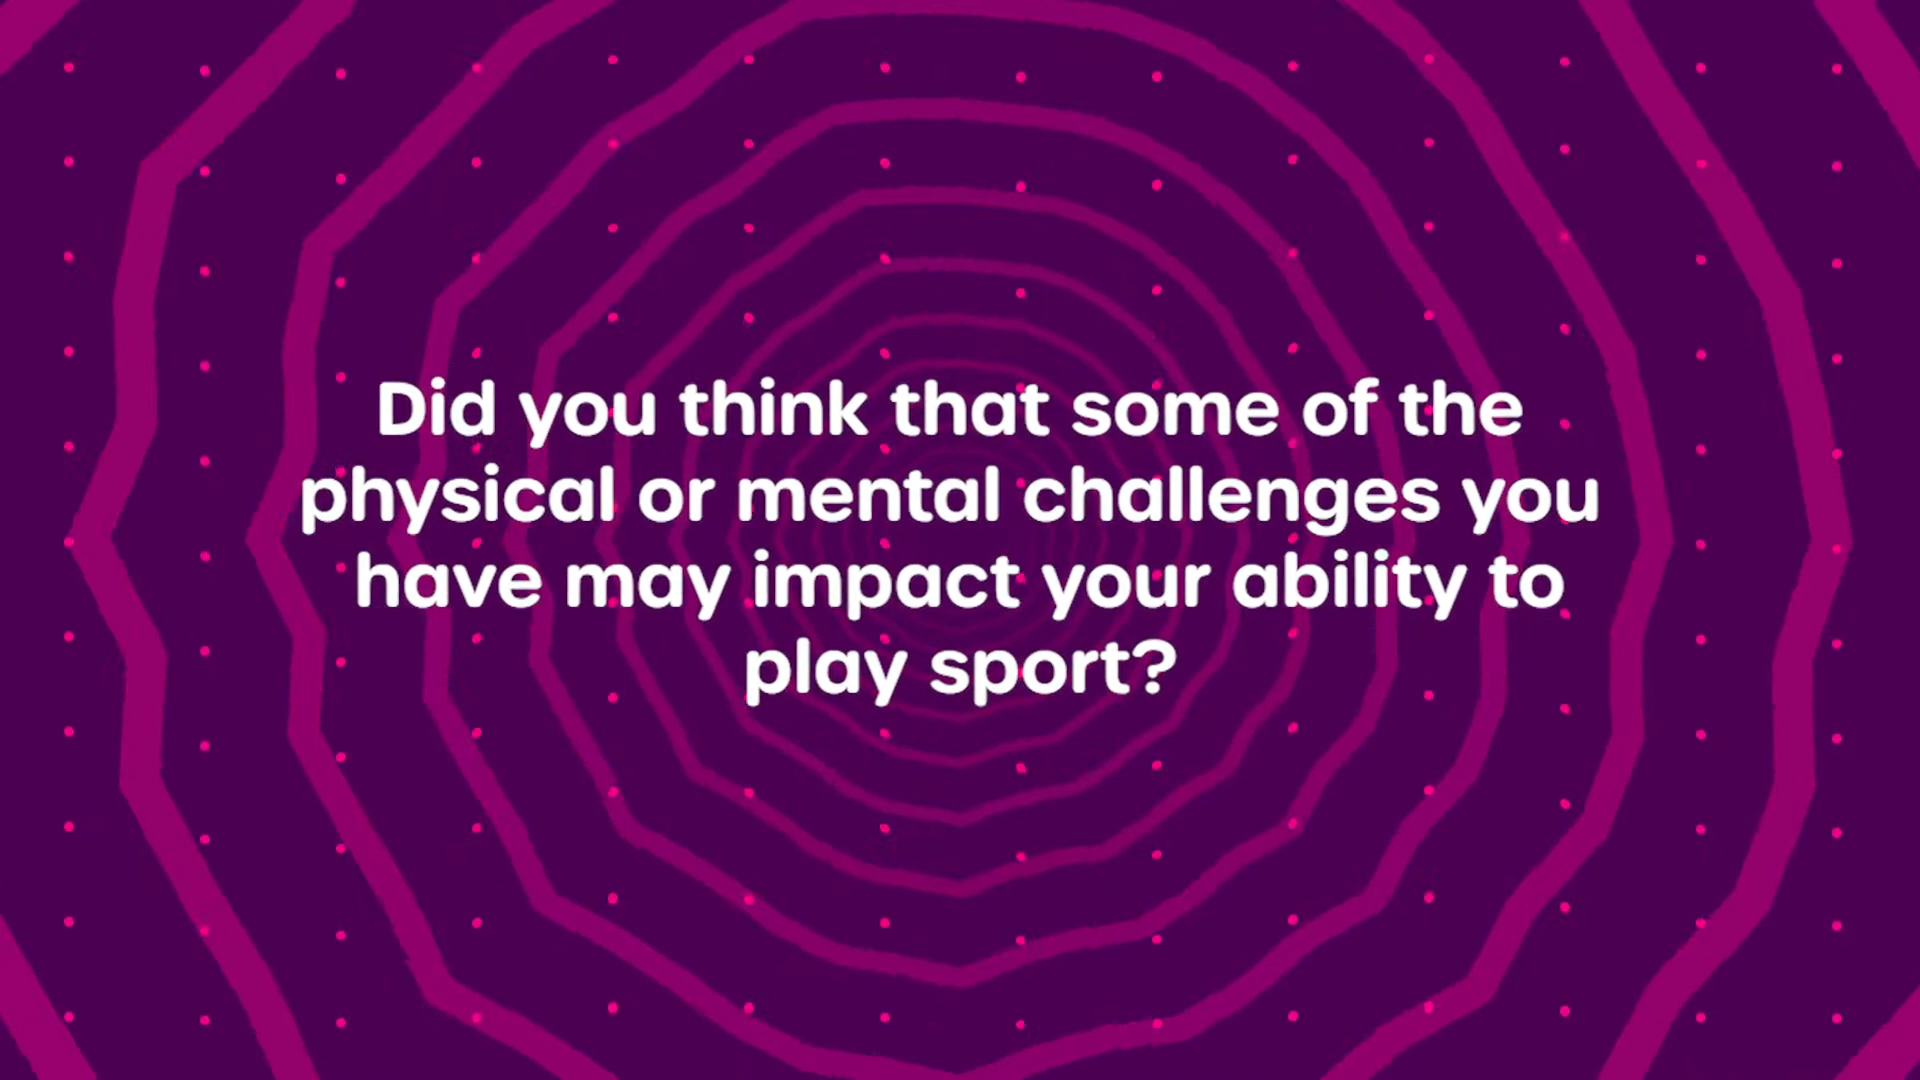 Did you think that some of the
physical or mental challenges you
have may impact your ability to
play sport?